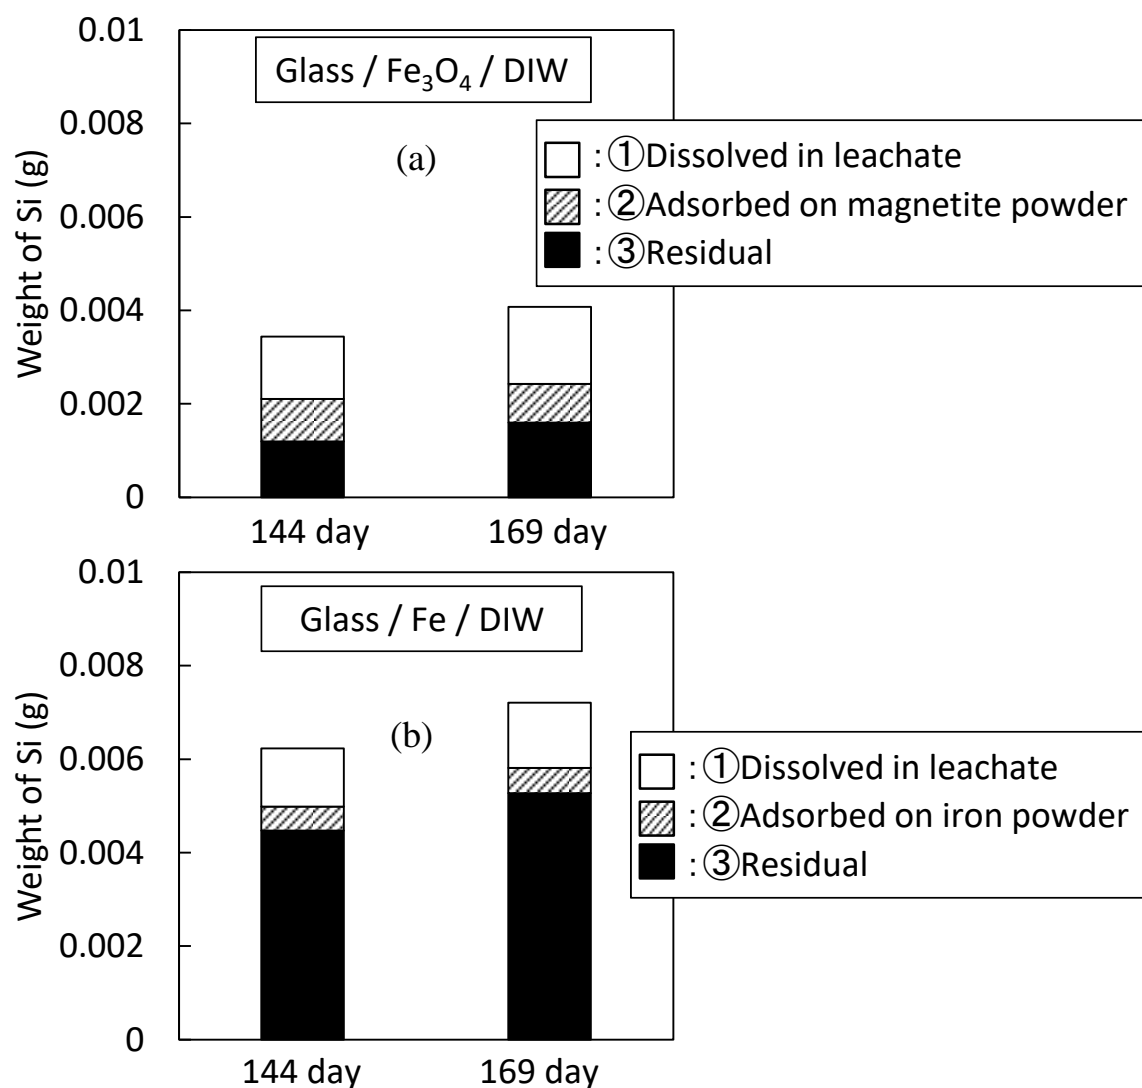 0.01
Glass / Fe₃O₄ / DIW
0.008
(a)
: ①Dissolved in leachate
: ②Adsorbed on magnetite powder
: ③Residual
0.006
Weight of Si (g)
0.004
0.002
0
144 day
169 day
0.01
Glass / Fe / DIW
0.008
(b)
: ①Dissolved in leachate
: ②Adsorbed on iron powder
: ③Residual
0.006
Weight of Si (g)
0.004
0.002
0
144 day
169 day